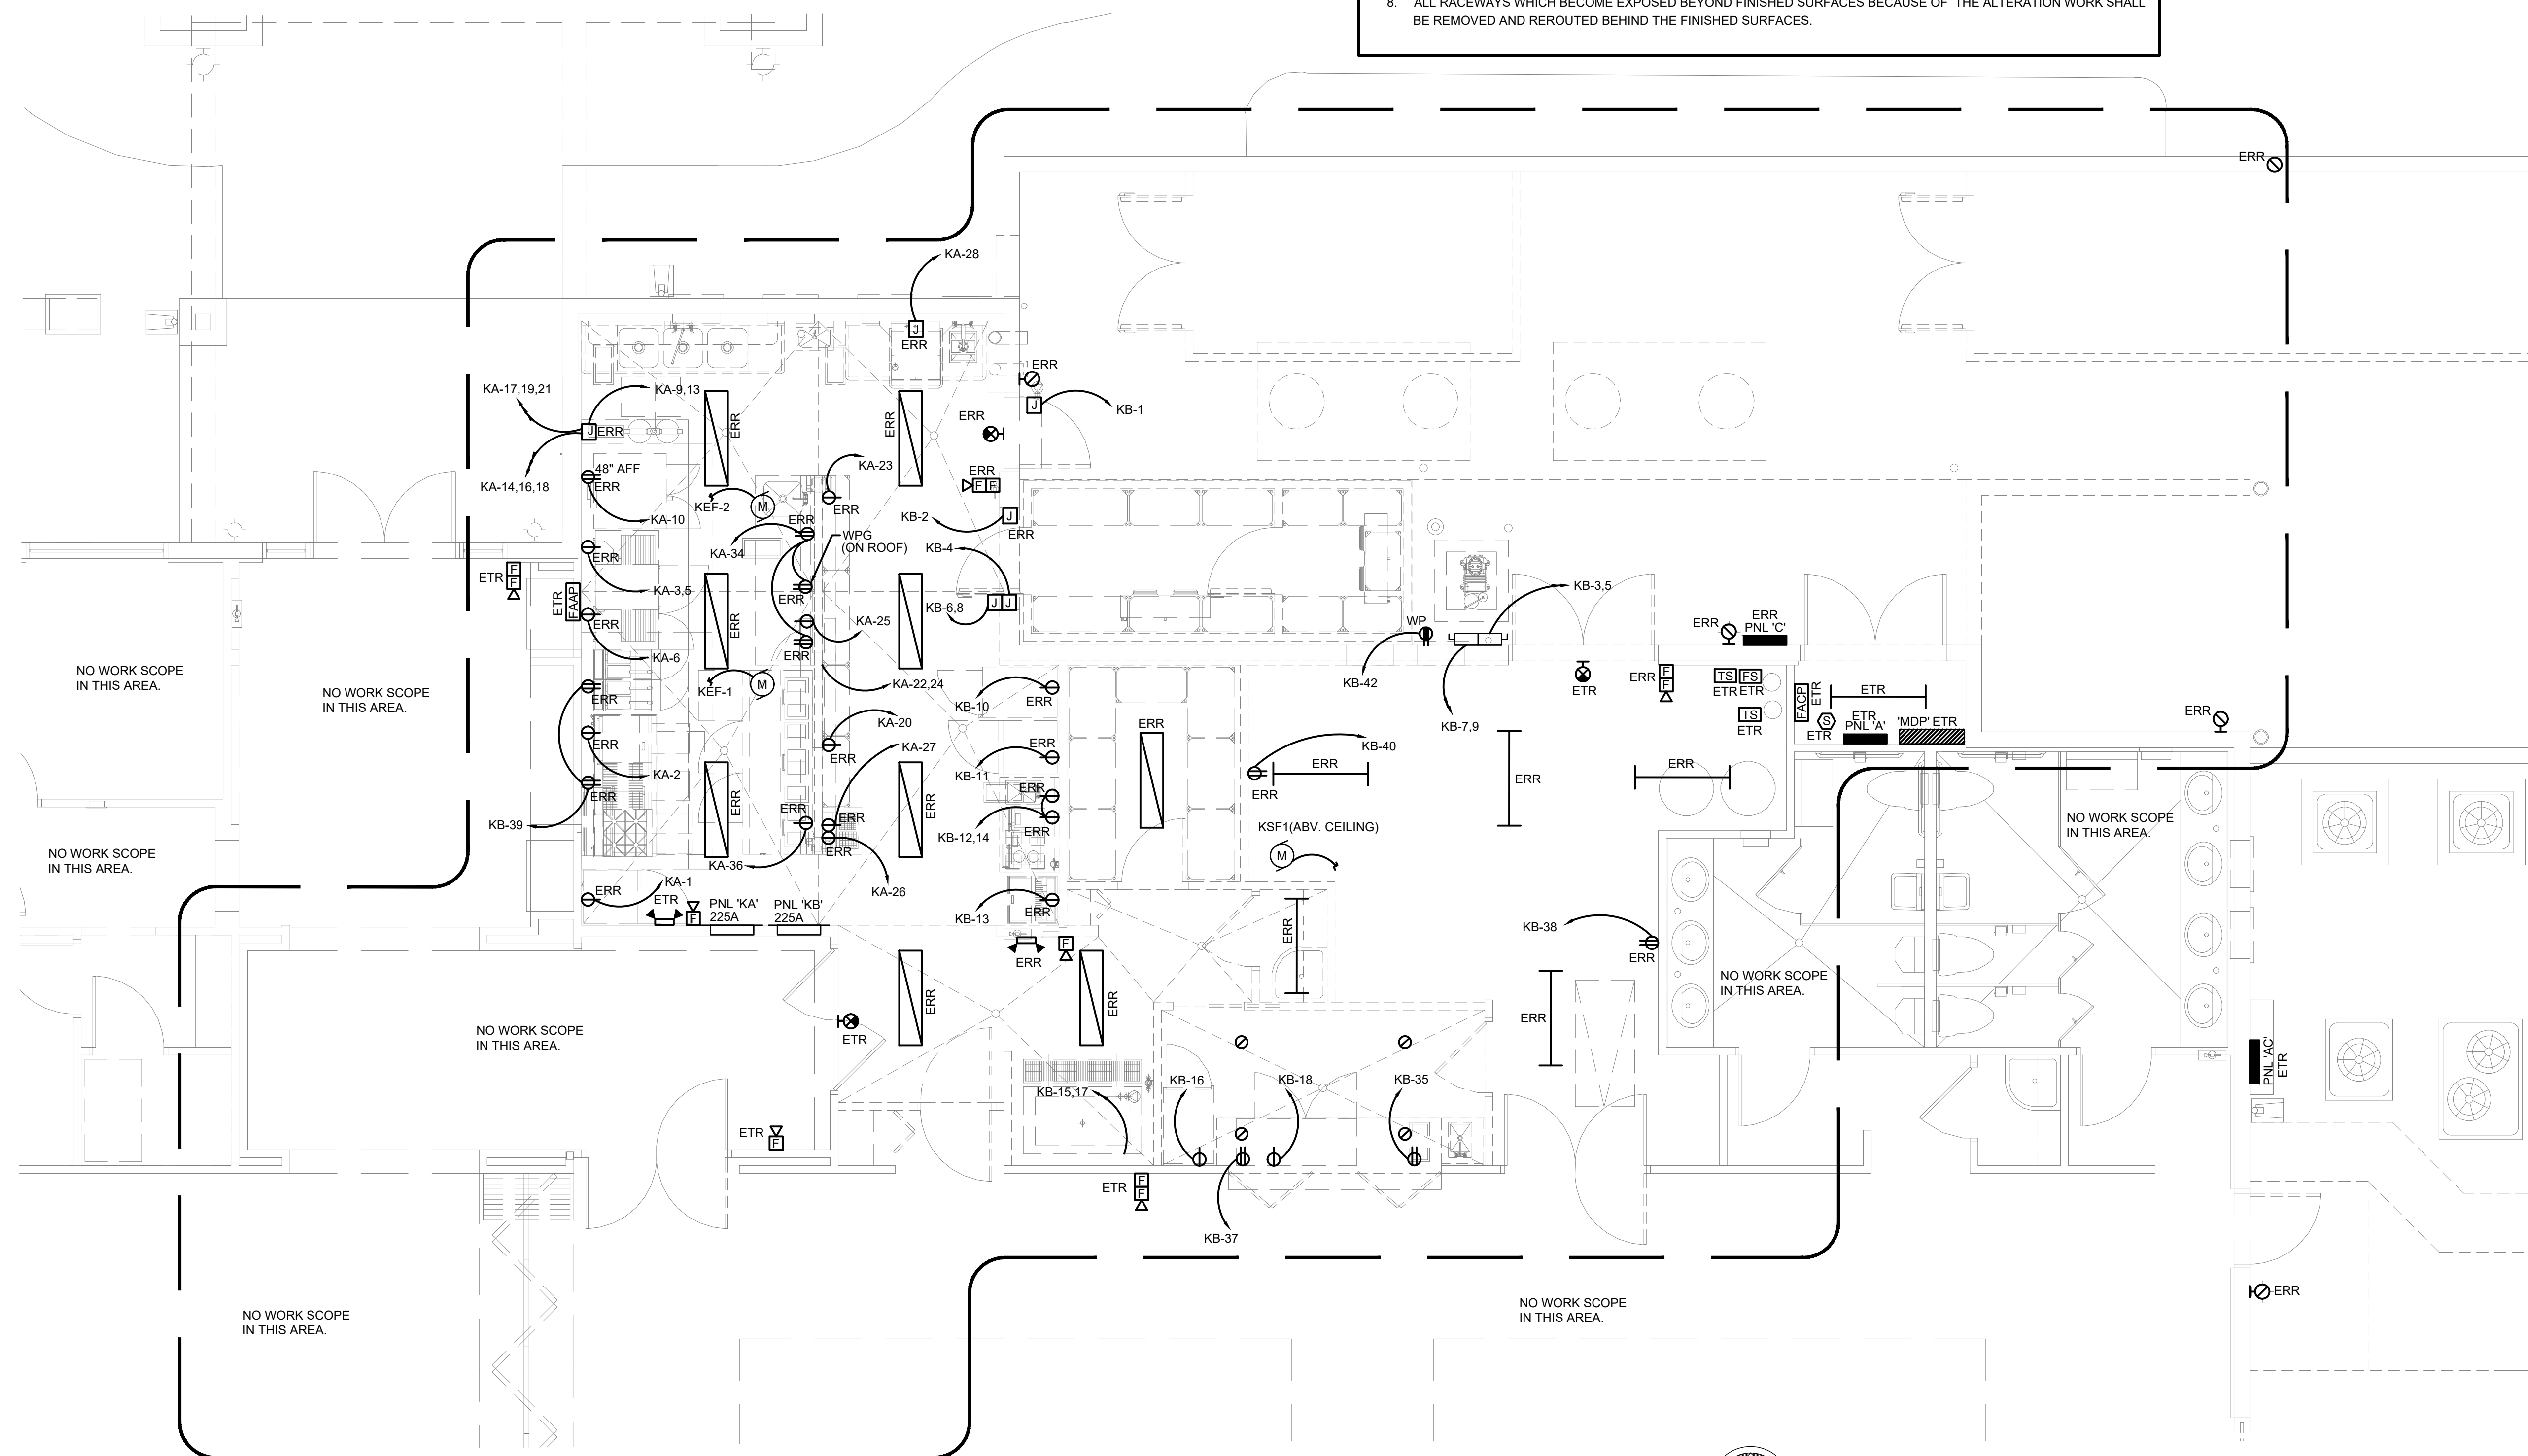 8. ALL RACEWAYS WHICH BECOME EXPOSED BEYOND FINISHED SURFACES BECAUSE OF THE ALTERATION WORK SHALL
BE REMOVED AND REROUTED BEHIND THE FINISHED SURFACES.
ERR
KA-28
J
ERR
ERR
KA-17,19,21
KA-9,13
J
KB-1
J ERR
ERR
ERR
ERR
ERR
KA-14,16,18
48" AFF
ERR
KA-23
ERR
F F
KA-10
KEF-2
M
ERR
KB-2
J
ERR
ERR
KA-34
WPG
(ON ROOF)
KB-4
ERR
ETR
F
F
ETR
FAAP
KA-3,5
ERR
ERR
ERR
KB-6,8
J J
KB-3,5
ERR
KA-25
WP
ERR
ERR
PNL 'C'
ERR
KA-6
NO WORK SCOPE
IN THIS AREA.
NO WORK SCOPE
IN THIS AREA.
ERR
KEF-1
M
KA-22,24
KB-10
ERR
KB-42
KB-7,9
ETR
ERR
F
F
TS FS
ETR ETR
TS
ETR
FACP
ETR
S
ETR
ETR
ETR
PNL 'A'
'MDP' ETR
ERR
KA-20
ERR
KA-27
ERR
KB-11
ERR
KB-40
ERR
ERR
ERR
ERR
ERR
KA-2
ERR
ERR
ERR
KB-39
ERR
ERR
ERR
ERR
KB-12,14
ERR
ERR
KSF1(ABV. CEILING)
M
NO WORK SCOPE
IN THIS AREA.
NO WORK SCOPE
IN THIS AREA.
KA-36
KA-26
ERR
KA-1
ETR
F
PNL 'KA'
225A
PNL 'KB'
225A
KB-13
ERR
ERR
F
ERR
KB-38
ERR
NO WORK SCOPE
IN THIS AREA.
NO WORK SCOPE
IN THIS AREA.
ETR
ERR
ERR
ERR
PNL 'AC'
ETR
KB-15,17
KB-16
KB-18
KB-35
ETR
F
ETR
F
F
KB-37
ERR
NO WORK SCOPE
IN THIS AREA.
NO WORK SCOPE
IN THIS AREA.